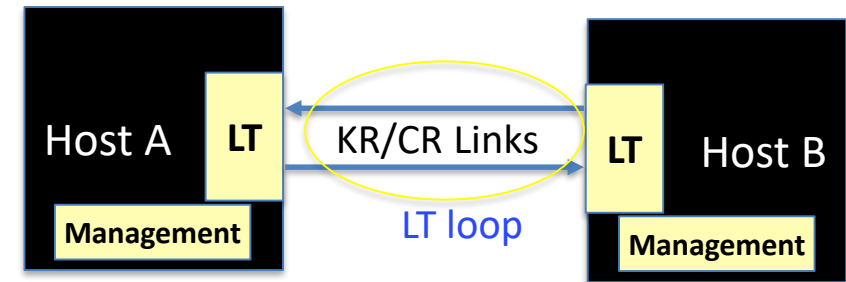 Host A
LT
KR/CR Links
LT
Host B
Management
LT loop
Management